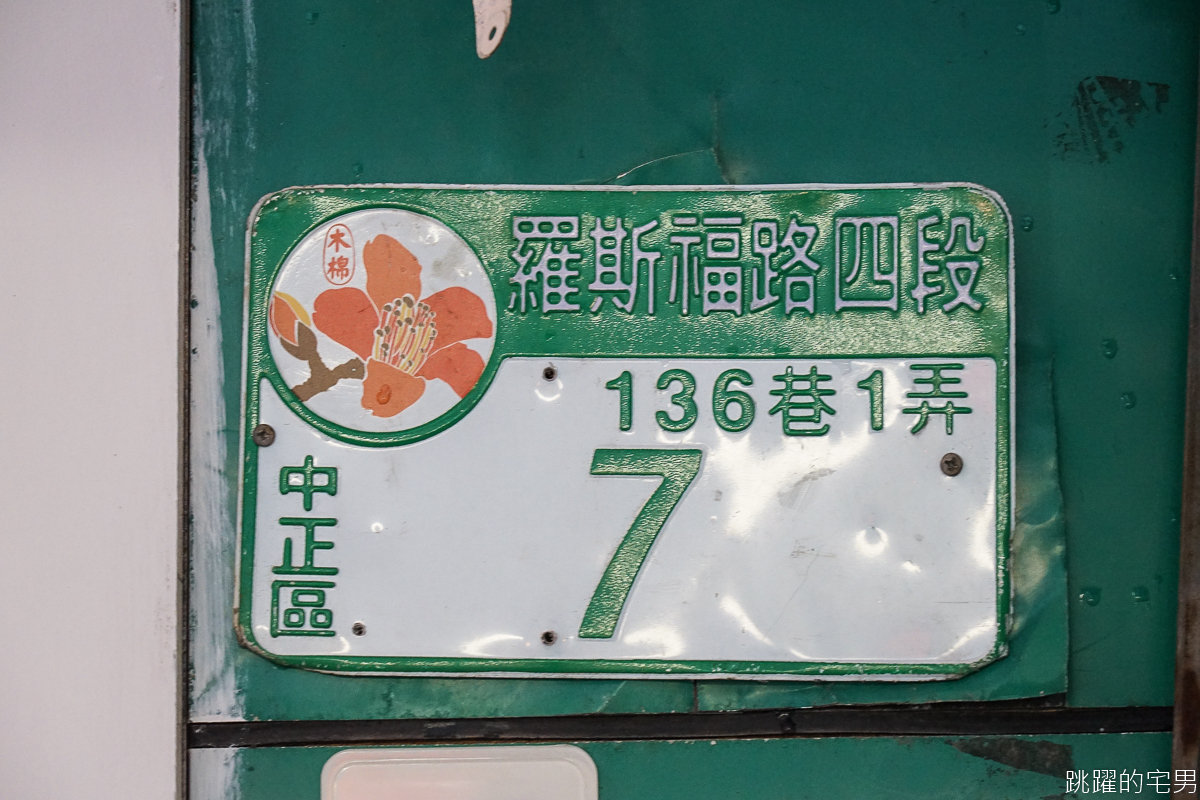 木棉
羅斯福路四段
136巷1弄
7
中正區
跳躍的宅男